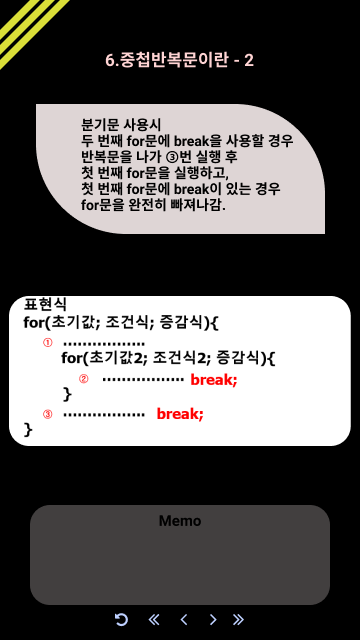 6.중첩반복문이란 - 2
분기문 사용시
두 번째 for문에 break을 사용할 경우
반복문을 나가 ③번 실행 후
첫 번째 for문을 실행하고,
첫 번째 for문에 break이 있는 경우
for문을 완전히 빠져나감.
표현식
for(초기값; 조건식; 증감식){
① ……………...
for(초기값2; 조건식2; 증감식){
② ……………... break;
}
③ ……………... break;
}
Memo